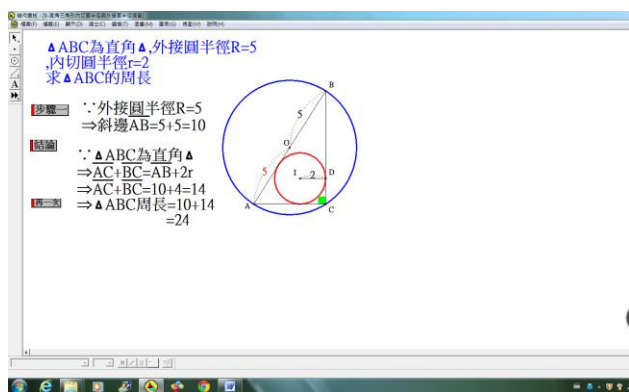 ▲ABC為直角▲,外接圓半徑R=5
,內切圓半徑r=2
求▲ABC的周長
步驟一
∵外接圓半徑R=5
⇒斜邊AB=5+5=10
結論
∵▲ABC為直角▲
⇒AC+BC=AB+2r
⇒AC+BC=10+4=14
⇒▲ABC周長=10+14
=24
B
5
O
5
I
2
D
A
C